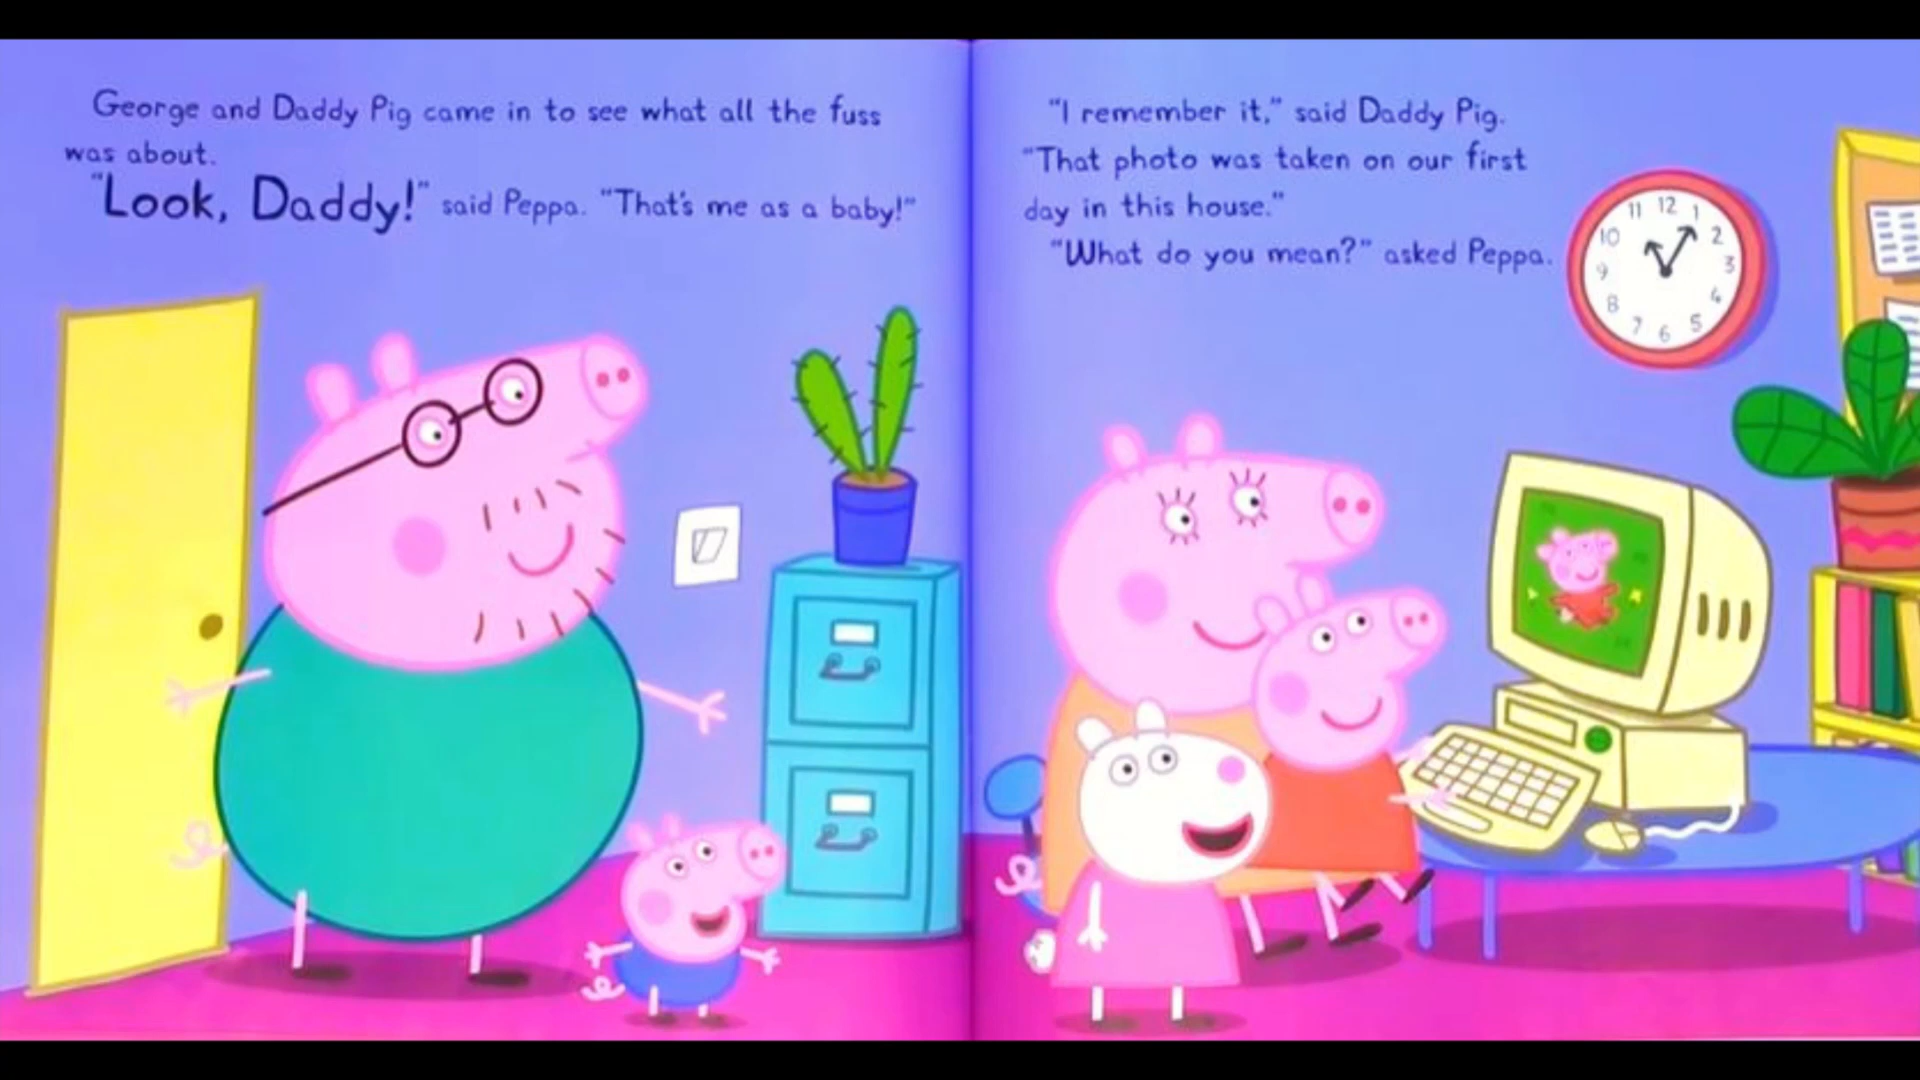 George and Daddy Pig came in to see what all the fuss
was about.
"Look, Daddy!" said Peppa. "That's me as a baby!"
"I remember it," said Daddy Pig.
"That photo was taken on our first
day in this house."
"What do you mean?" asked Peppa.
11 12 1
10 2
9 3
8 4
7 6 5